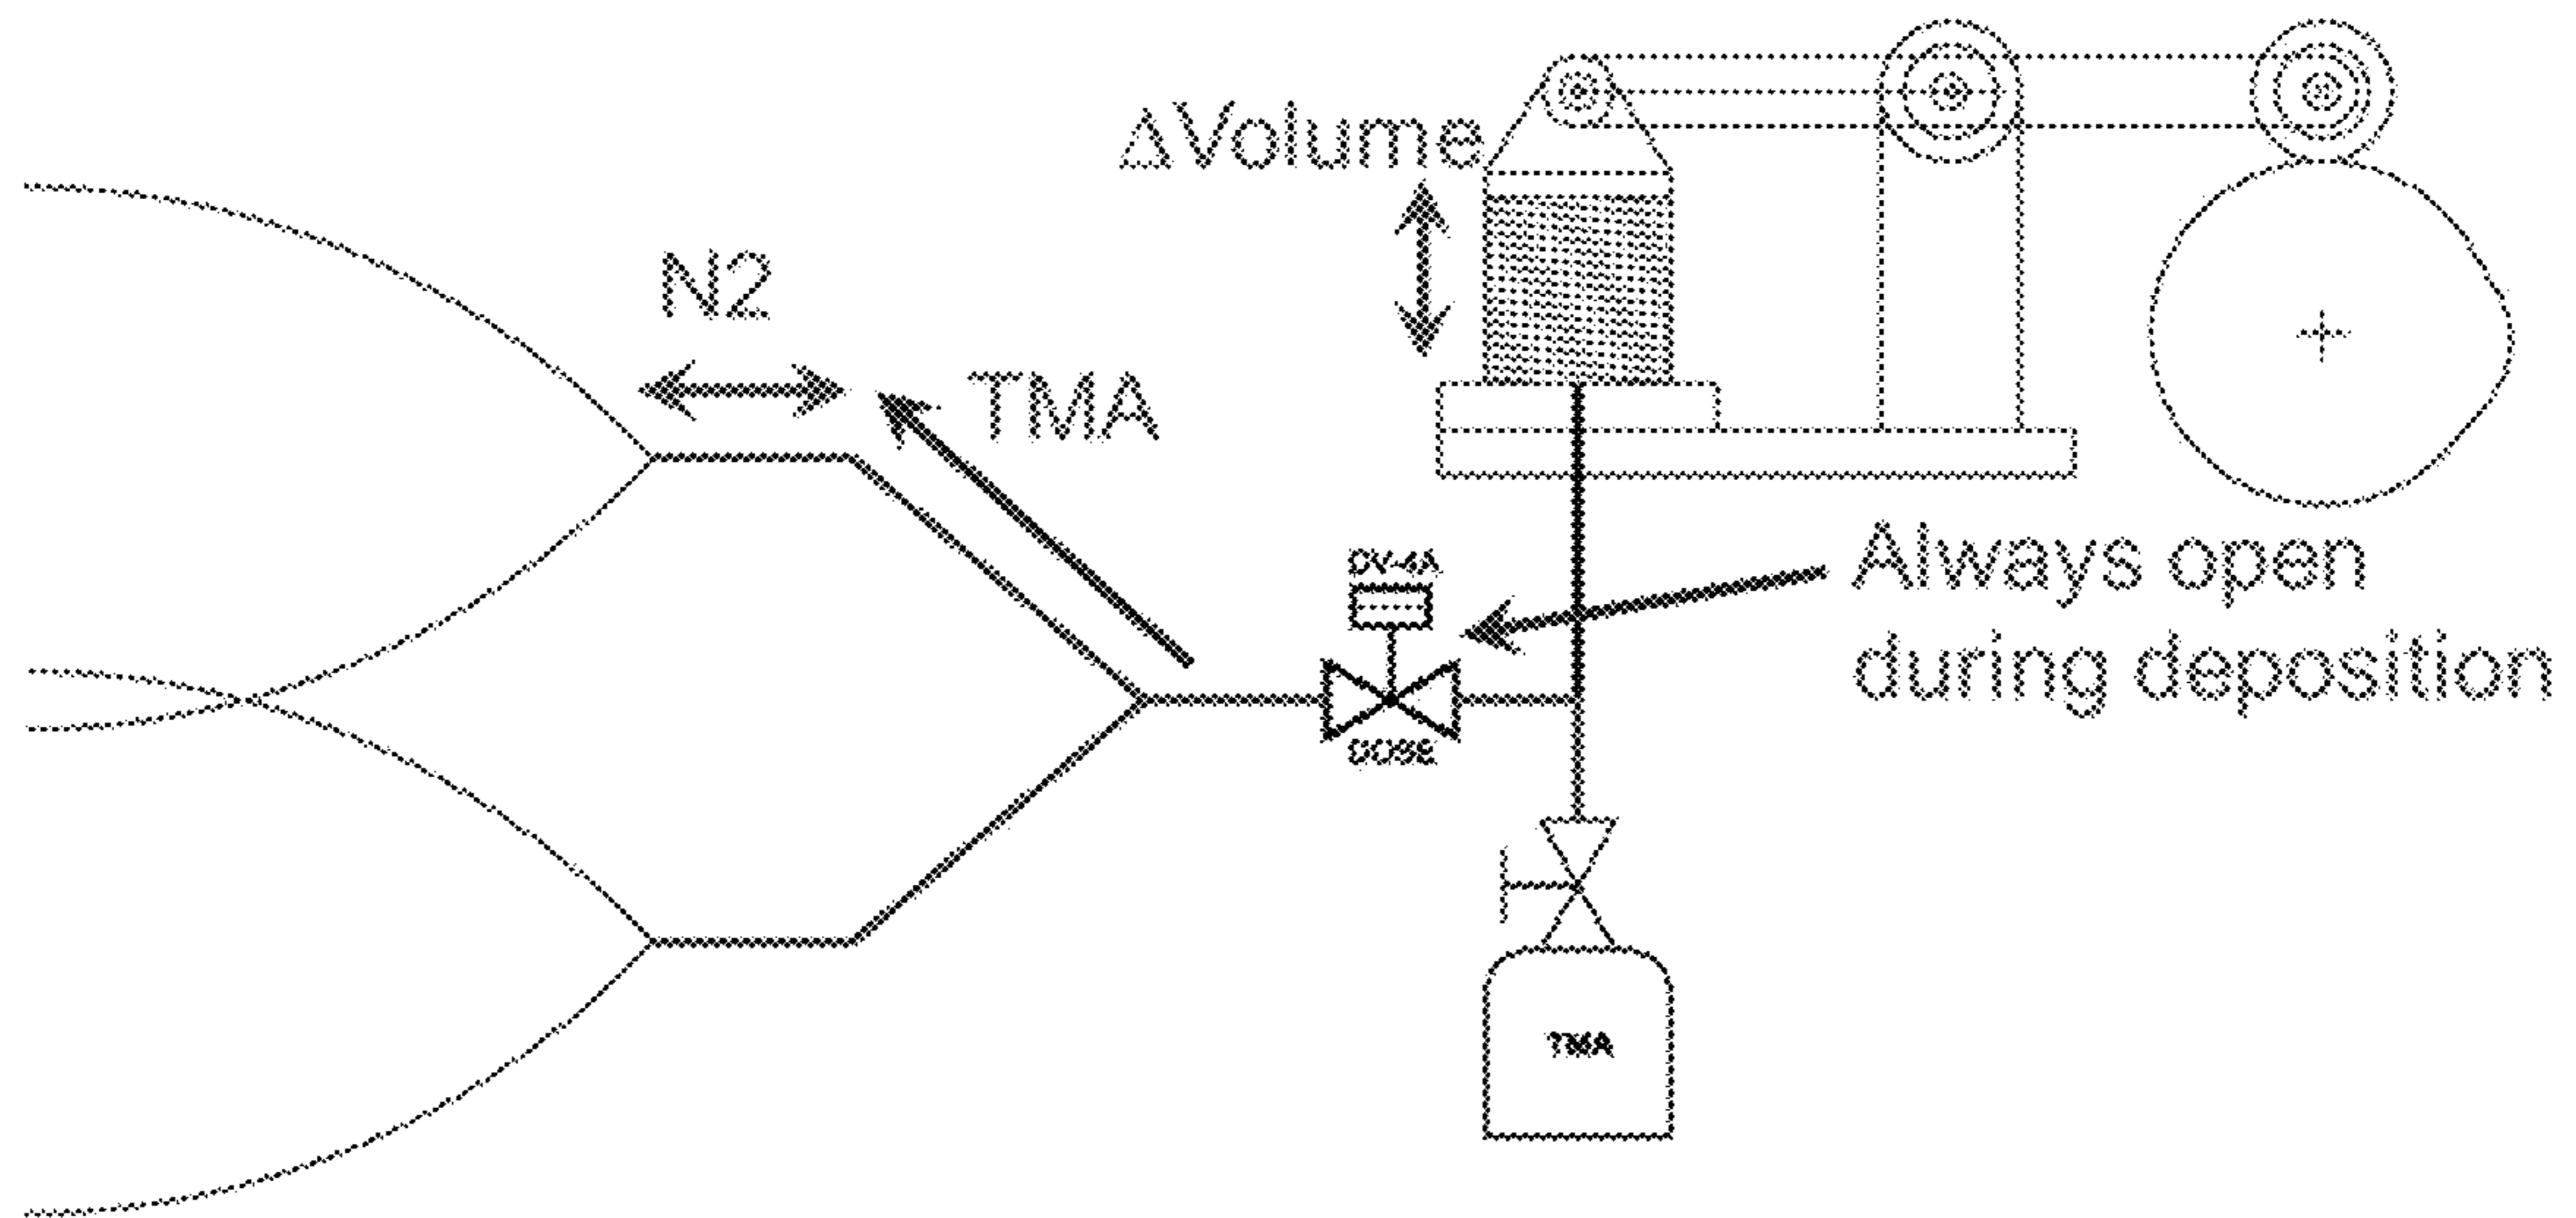 ΔVolume
N2
TMA
DV-4A
Always open
during deposition
DOSE
TMA